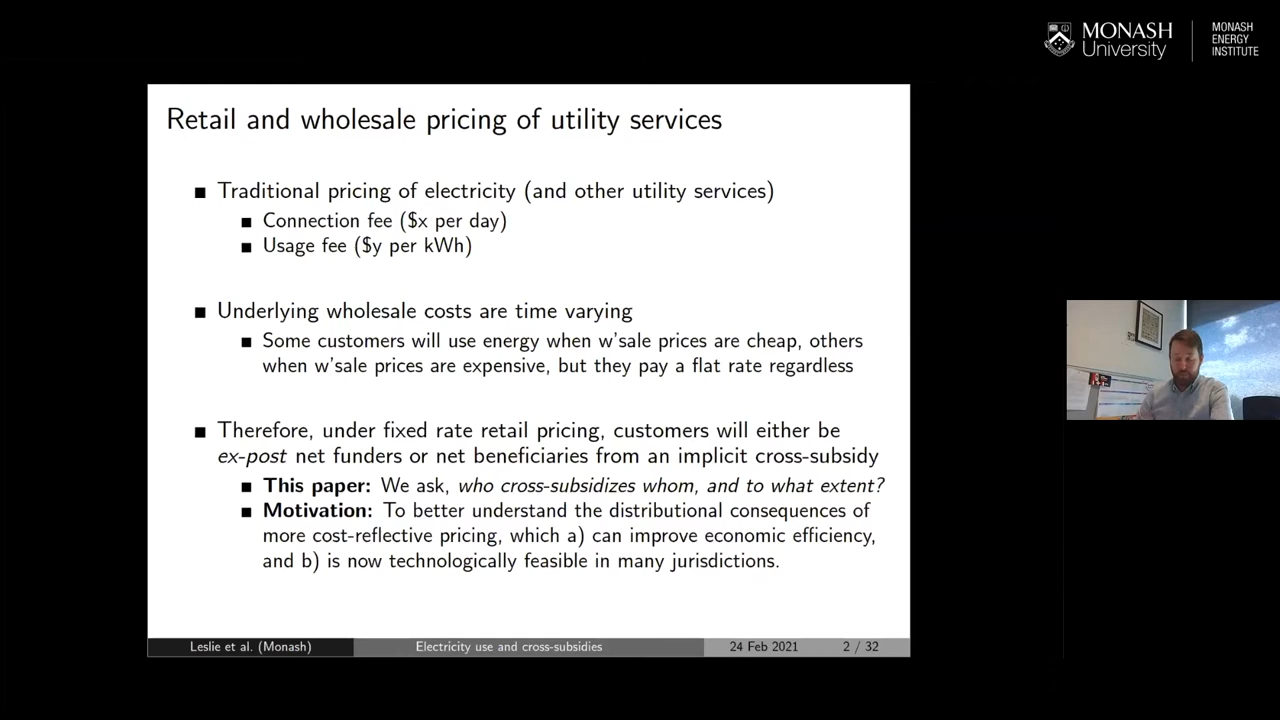 MONASH
University
MONASH
ENERGY
INSTITUTE
Retail and wholesale pricing of utility services
Traditional pricing of electricity (and other utility services)
Connection fee ($x per day)
Usage fee ($y per kWh)
Underlying wholesale costs are time varying
Some customers will use energy when w'sale prices are cheap, others
when w'sale prices are expensive, but they pay a flat rate regardless
Therefore, under fixed rate retail pricing, customers will either be
ex-post net funders or net beneficiaries from an implicit cross-subsidy
This paper: We ask, who cross-subsidizes whom, and to what extent?
Motivation: To better understand the distributional consequences of
more cost-reflective pricing, which a) can improve economic efficiency,
and b) is now technologically feasible in many jurisdictions.
Leslie et al. (Monash) Electricity use and cross-subsidies 24 Feb 2021 2 / 32